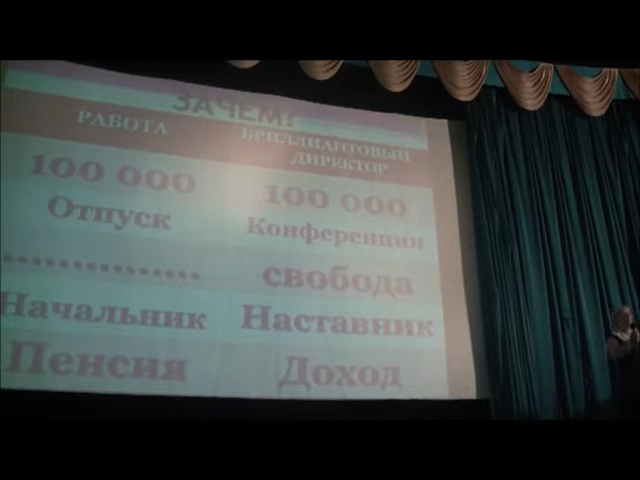 ЗАЧЕМ?
РАБОТА
БРИЛЛИАНТОВЫЙ
ДИРЕКТОР
100 000
100 000
Отпуск
Конференции
................
свобода
Начальник
Наставник
Пенсия
Доход